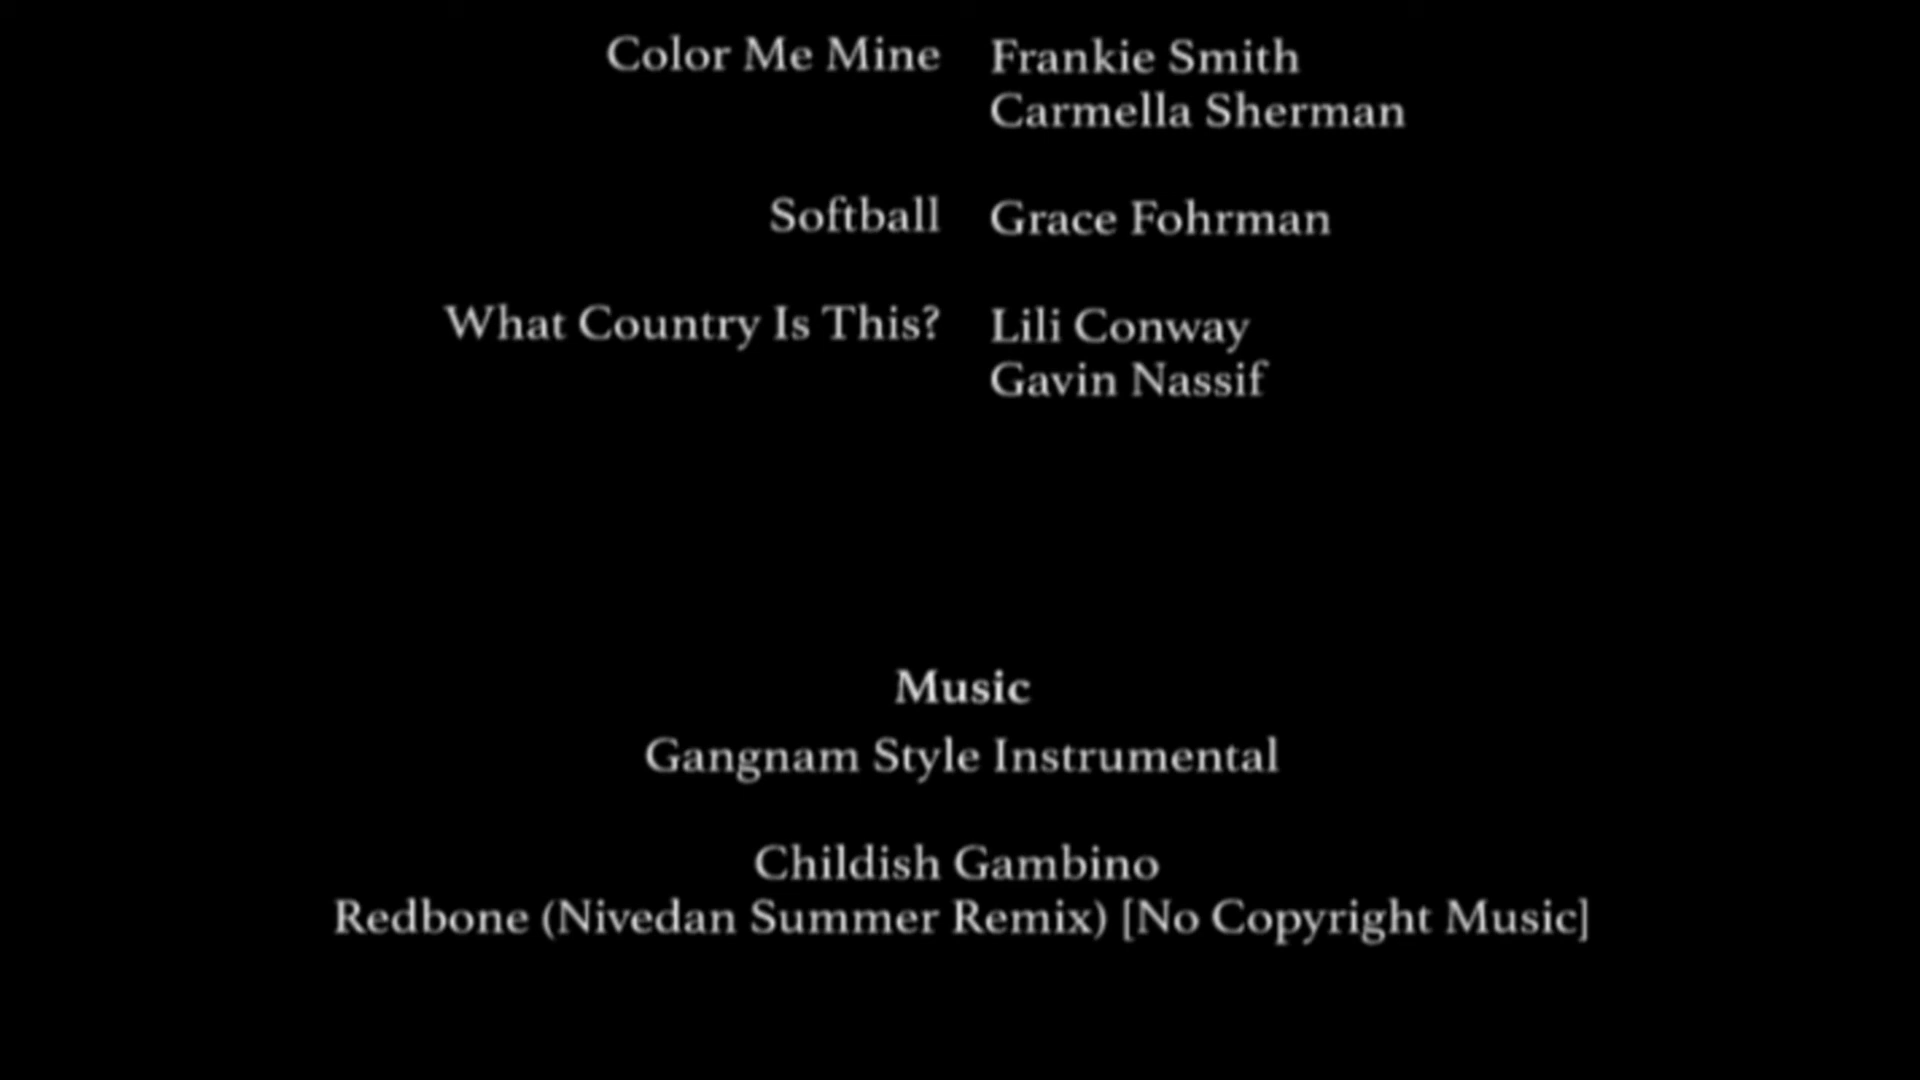 Color Me Mine Frankie Smith
Carmella Sherman
Softball Grace Fohrman
What Country Is This? Lili Conway
Gavin Nassif
Music
Gangnam Style Instrumental
Childish Gambino
Redbone (Nivedan Summer Remix) [No Copyright Music]